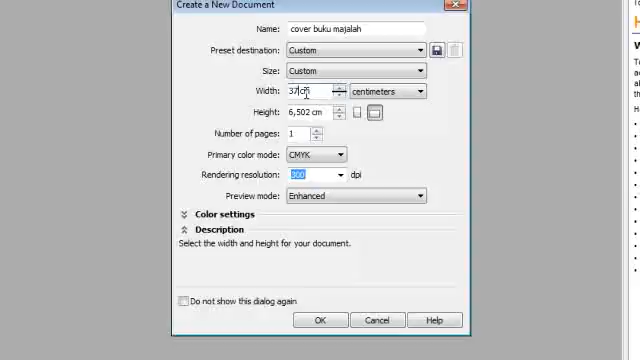 Create a New Document
Name: cover buku majalah
Preset destination: Custom
Size: Custom
Width: 37 cm centimeters
Height: 6,502 cm
Number of pages: 1
Primary color mode: CMYK
Rendering resolution: 300 dpi
Preview mode: Enhanced
Color settings
Description
Select the width and height for your document.
Do not show this dialog again
OK Cancel Help